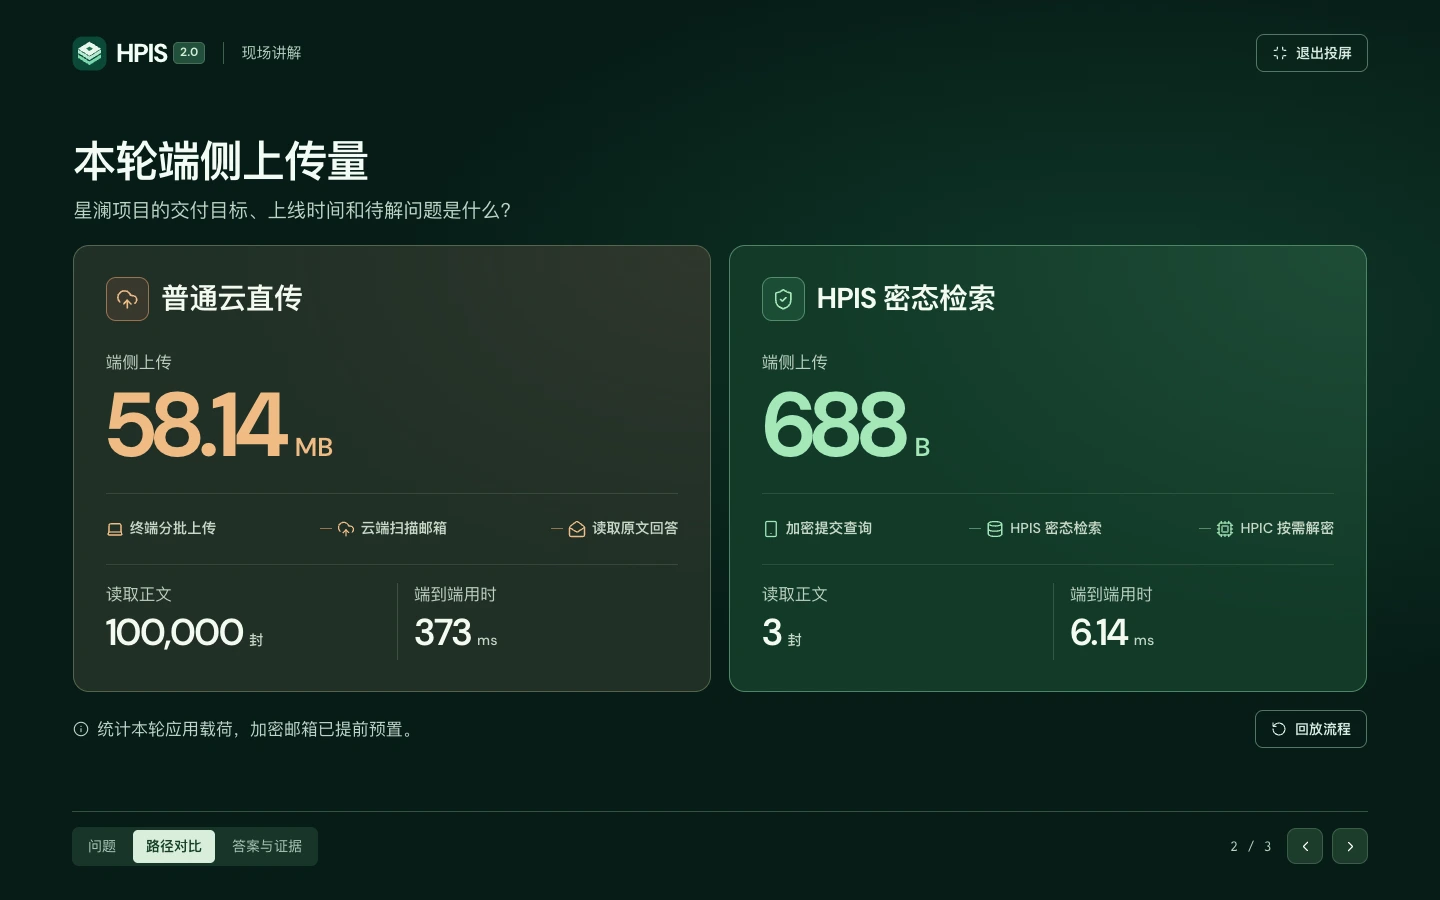 HPIS 2.0 现场讲解
退出投屏
本轮端侧上传量
星澜项目的交付目标、上线时间和待解问题是什么?
普通云直传
端侧上传
58.14 MB
终端分批上传 云端扫描邮箱 读取原文回答
读取正文
100,000 封
端到端用时
373 ms
HPIS 密态检索
端侧上传
688 B
加密提交查询 HPIS 密态检索 HPIC 按需解密
读取正文
3 封
端到端用时
6.14 ms
统计本轮应用载荷，加密邮箱已提前预置。
回放流程
问题 路径对比 答案与证据
2 / 3